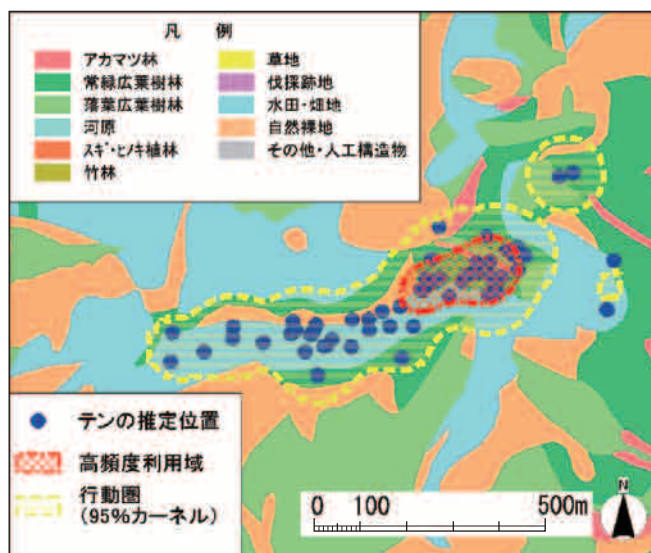 凡 例
アカマツ林
常緑広葉樹林
落葉広葉樹林
河原
スギ・ヒノキ植林
竹林
草地
伐採跡地
水田・畑地
自然裸地
その他・人工構造物
テンの推定位置
高頻度利用域
行動圏
(95%カーネル)
0 100 500m
N